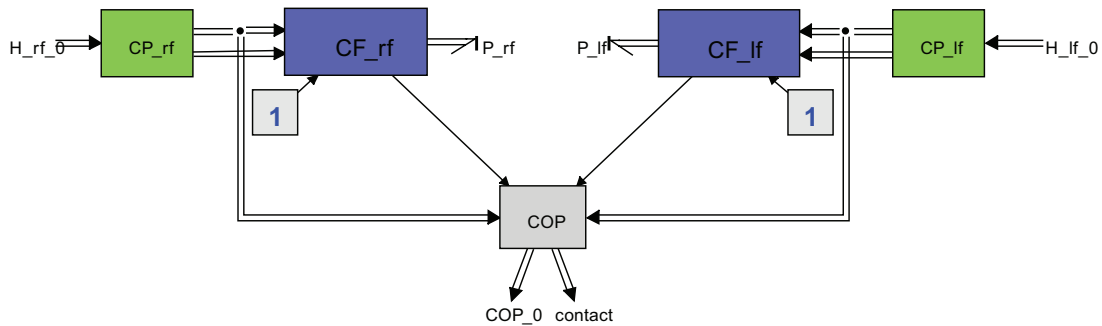 H_rf_0
CP_rf
CF_rf
P_rf
P_lf
CF_lf
CP_lf
H_lf_0
1
1
COP
COP_0
contact